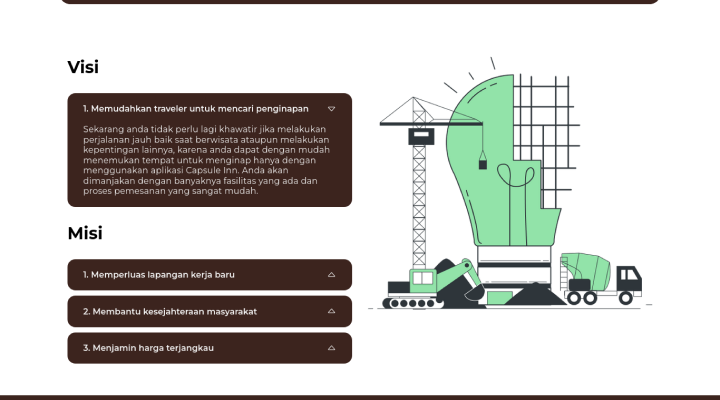 Visi
1. Memudahkan traveler untuk mencari penginapan
Sekarang anda tidak perlu lagi khawatir jika melakukan
perjalanan jauh baik saat berwisata ataupun melakukan
kepentingan lainnya, karena anda dapat dengan mudah
menemukan tempat untuk menginap hanya dengan
menggunakan aplikasi Capsule Inn. Anda akan
dimanjakan dengan banyaknya fasilitas yang ada dan
proses pemesanan yang sangat mudah.
Misi
1. Memperluas lapangan kerja baru
2. Membantu kesejahteraan masyarakat
3. Menjamin harga terjangkau